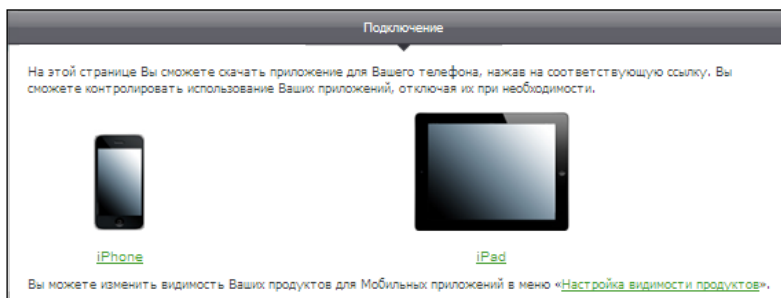 Подключение
На этой странице Вы сможете скачать приложение для Вашего телефона, нажав на соответствующую ссылку. Вы
сможете контролировать использование Ваших приложений, отключая их при необходимости.
iPhone
iPad
Вы можете изменить видимость Ваших продуктов для Мобильных приложений в меню «Настройка видимости продуктов».